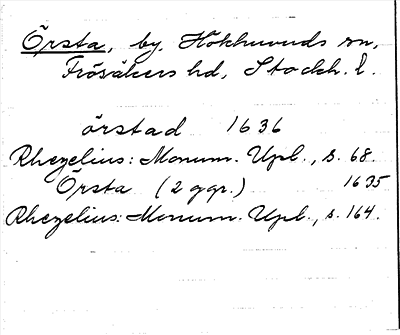 Örsta, by, Hökhuvuds sn,
Frösåkers hd, Stockh. l.
örstad 1636
Rhezelius: Monum. Upl., s. 68.
Örsta (2 ggr.) 1635
Rhezelius: Monum. Upl., s. 164.